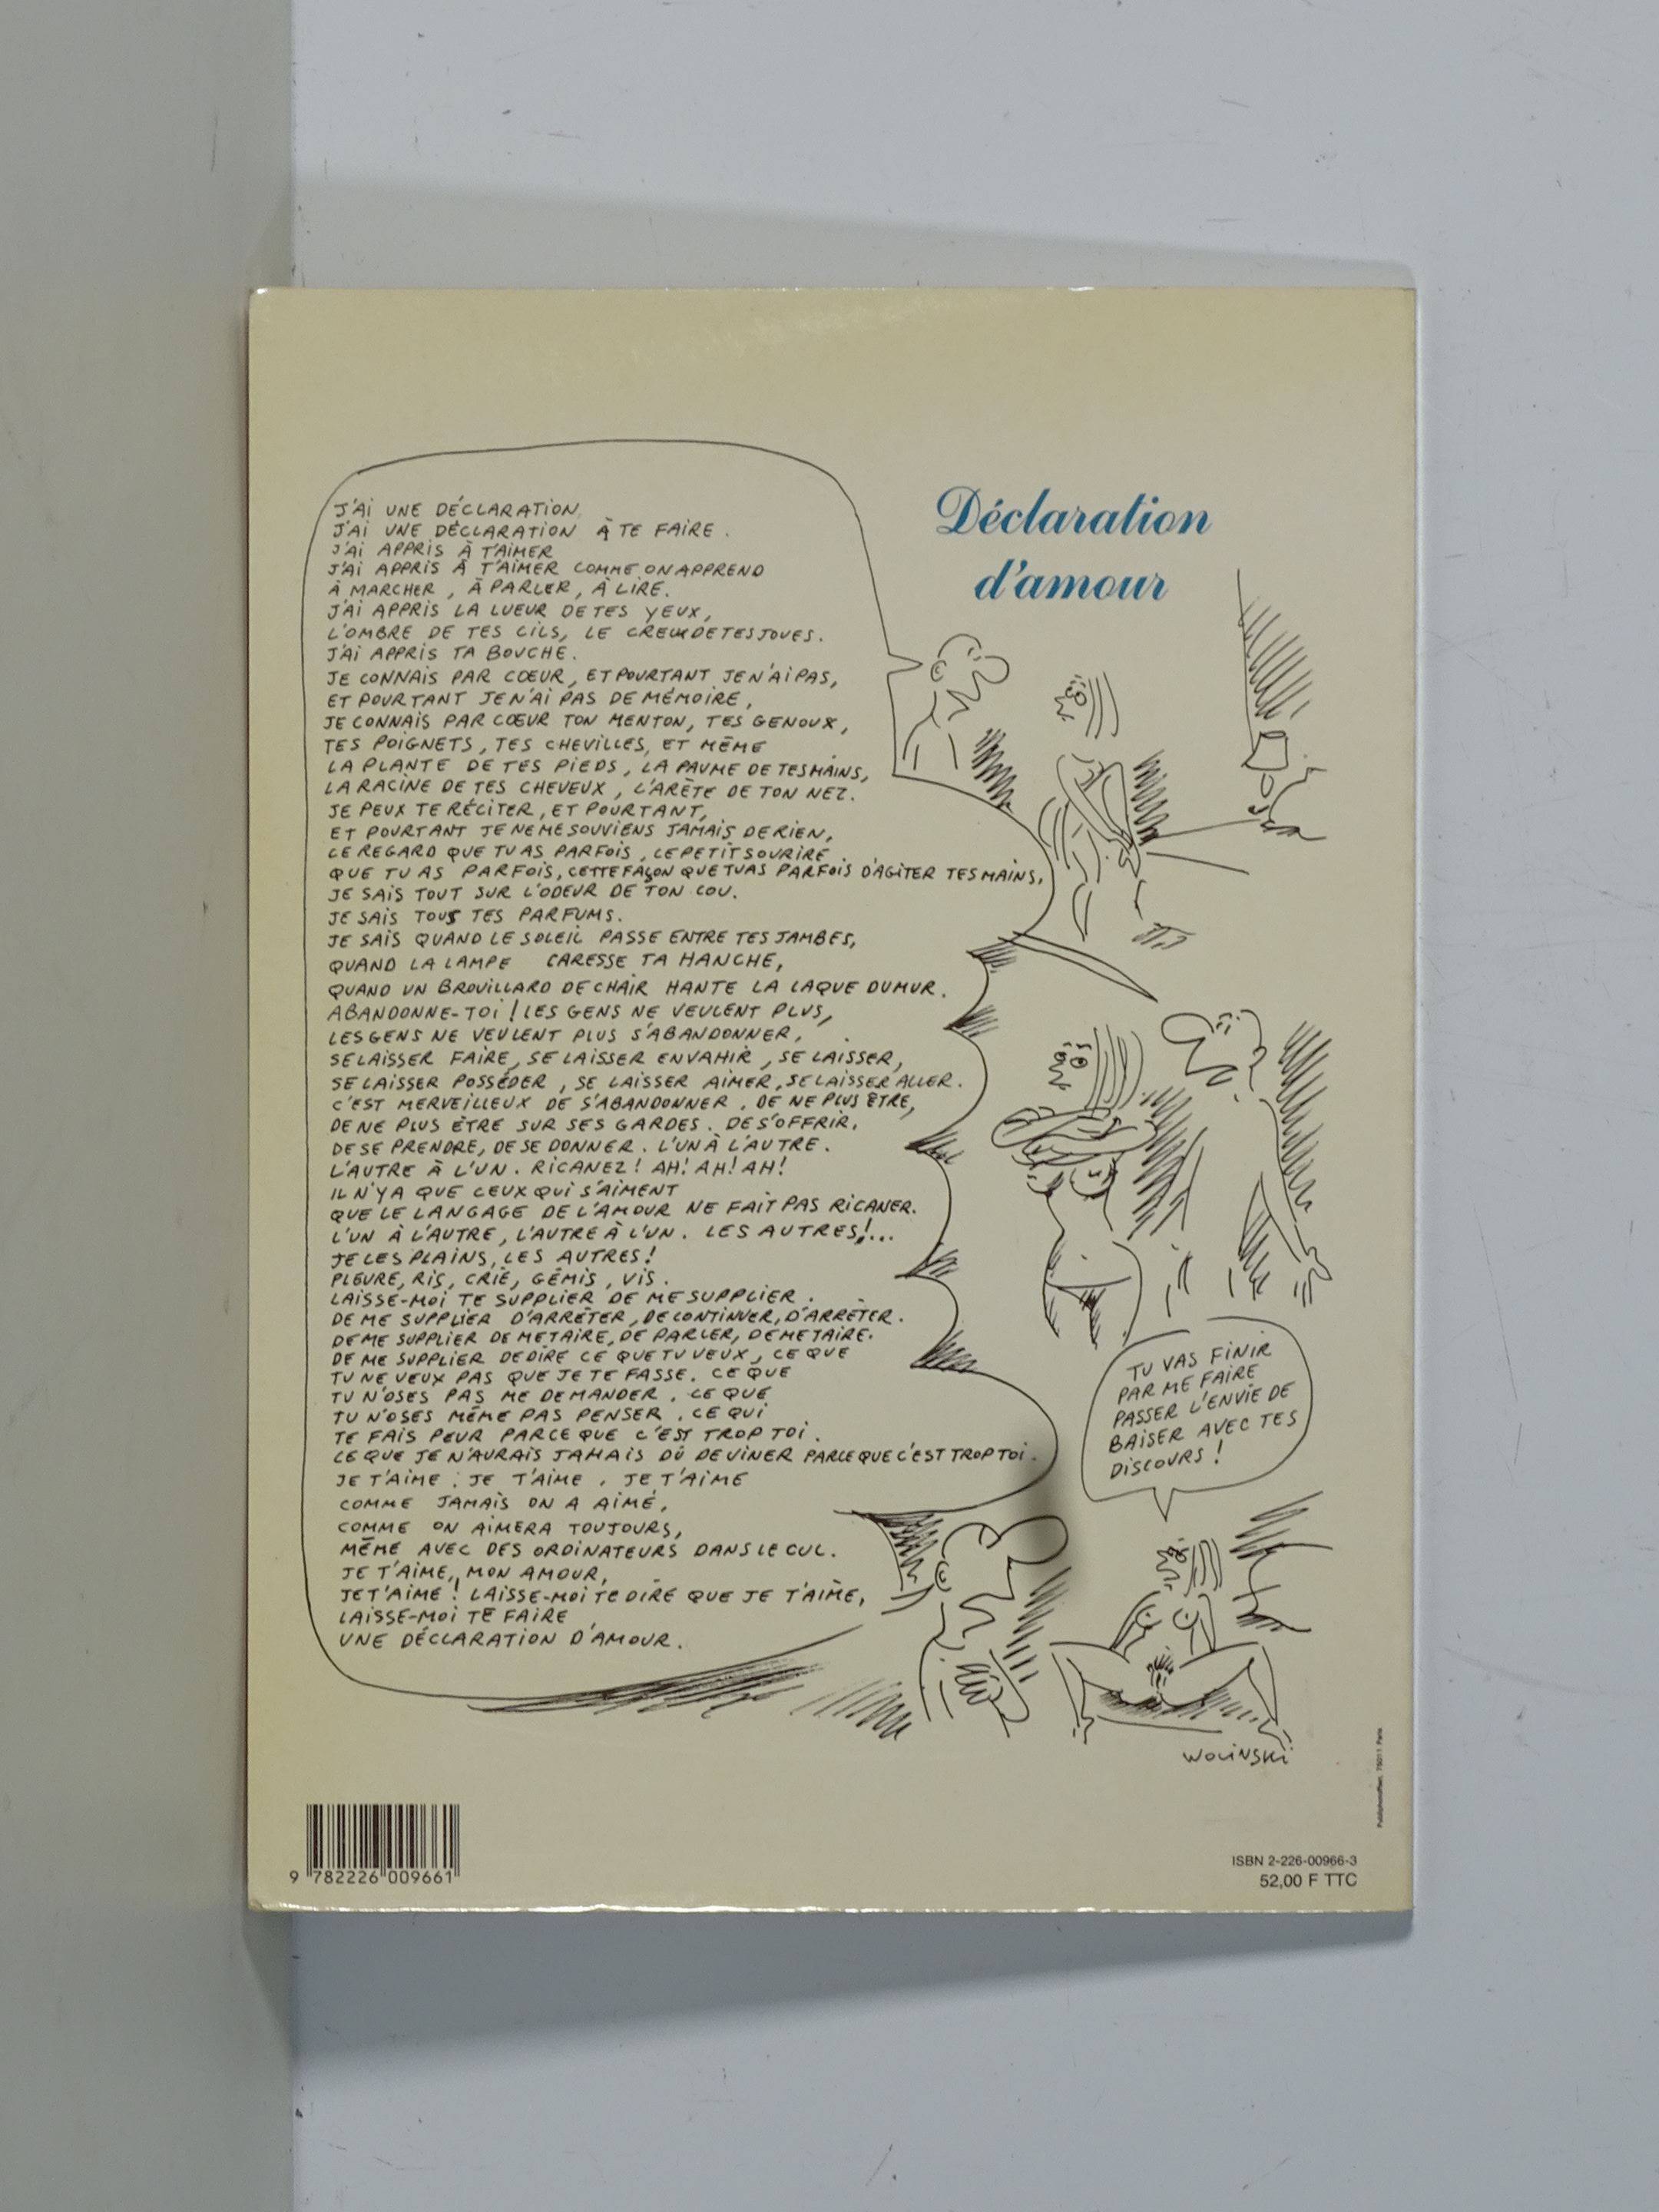 Déclaration
d'amour
J'AI UNE DÉCLARATION,
J'AI UNE DÉCLARATION À TE FAIRE.
J'AI APPRIS À T'AIMER
J'AI APPRIS À T'AIMER COMME ON APPREND
À MARCHER, À PARLER, À LIRE.
J'AI APPRIS LA LUEUR DE TES YEUX,
L'OMBRE DE TES CILS, LE CREUX DE TES JOUES.
J'AI APPRIS TA BOUCHE.
JE CONNAIS PAR CŒUR, ET POURTANT JE N'AI PAS,
ET POURTANT JE N'AI PAS DE MÉMOIRE,
JE CONNAIS PAR CŒUR TON MENTON, TES GENOUX,
TES POIGNETS, TES CHEVILLES, ET MÊME
LA PLANTE DE TES PIEDS, LA PAUME DE TES MAINS,
LA RACINE DE TES CHEVEUX, L'ARÊTE DE TON NEZ.
JE PEUX TE RÉCITER, ET POURTANT,
ET POURTANT JE NE ME SOUVIENS JAMAIS DE RIEN,
LE REGARD QUE TU AS PARFOIS, LE PETIT SOURIRE
QUE TU AS PARFOIS, CETTE FAÇON QUE TU AS PARFOIS D'AGITER TES MAINS,
JE SAIS TOUT SUR L'ODEUR DE TON COU.
JE SAIS TOUS TES PARFUMS.
JE SAIS QUAND LE SOLEIL PASSE ENTRE TES JAMBES,
QUAND LA LAMPE CARESSE TA HANCHE,
QUAND UN BROUILLARD DE CHAIR HANTE LA LAQUE DU MUR.
ABANDONNE-TOI ! LES GENS NE VEULENT PLUS,
LES GENS NE VEULENT PLUS S'ABANDONNER,
SE LAISSER FAIRE, SE LAISSER ENVAHIR, SE LAISSER,
SE LAISSER POSSÉDER, SE LAISSER AIMER, SE LAISSER ALLER.
C'EST MERVEILLEUX DE S'ABANDONNER. DE NE PLUS ÊTRE,
DE NE PLUS ÊTRE SUR SES GARDES. DE S'OFFRIR,
DE SE PRENDRE, DE SE DONNER. L'UN À L'AUTRE.
L'AUTRE À L'UN. RICANEZ ! AH! AH! AH!
IL N'Y A QUE CEUX QUI S'AIMENT
QUE LE LANGAGE DE L'AMOUR NE FAIT PAS RICANER.
L'UN À L'AUTRE, L'AUTRE À L'UN. LES AUTRES!...
JE LES PLAINS, LES AUTRES !
PLEURE, RIS, CRIE, GÉMIS, VIS.
LAISSE-MOI TE SUPPLIER DE ME SUPPLIER.
DE ME SUPPLIER D'ARRÊTER, DE CONTINUER, D'ARRÊTER.
DE ME SUPPLIER DE ME TAIRE, DE PARLER, DE ME TAIRE.
DE ME SUPPLIER DE DIRE CE QUE TU VEUX, CE QUE
TU NE VEUX PAS QUE JE TE FASSE. CE QUE
TU N'OSES PAS ME DEMANDER. CE QUE
TU N'OSES MÊME PAS PENSER. CE QUI
TE FAIS PEUR PARCE QUE C'EST TROP TOI.
CE QUE JE N'AURAIS JAMAIS DÛ DEVINER PARCE QUE C'EST TROP TOI.
JE T'AIME. JE T'AIME. JE T'AIME
COMME JAMAIS ON A AIMÉ,
COMME ON AIMERA TOUJOURS,
MÊME AVEC DES ORDINATEURS DANS LE CUL.
JE T'AIME, MON AMOUR,
JE T'AIME ! LAISSE-MOI TE DIRE QUE JE T'AIME,
LAISSE-MOI TE FAIRE
UNE DÉCLARATION D'AMOUR.
TU VAS FINIR
PAR ME FAIRE
PASSER L'ENVIE DE
BAISER AVEC TES
DISCOURS !
WOLINSKI
9 782226 009661
ISBN 2-226-00966-3
52,00 F TTC